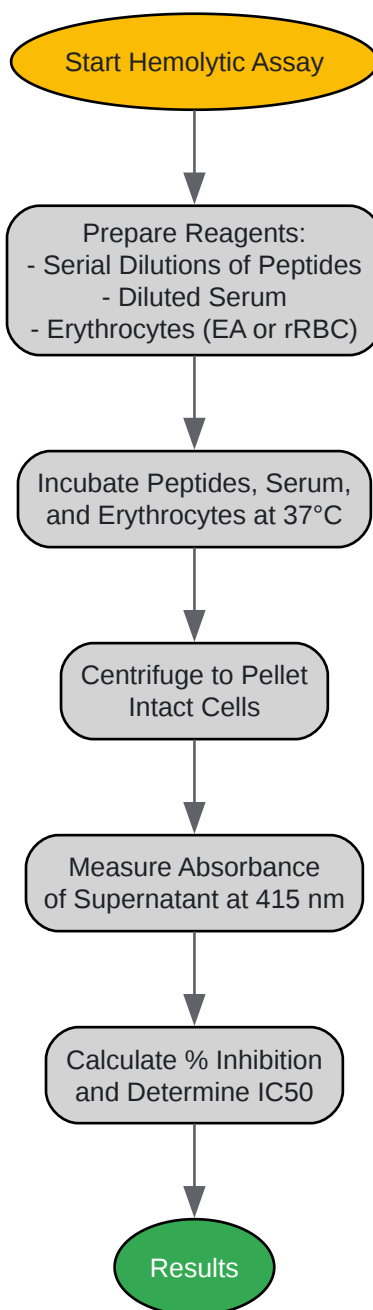 Start Hemolytic Assay
Prepare Reagents:
- Serial Dilutions of Peptides
- Diluted Serum
- Erythrocytes (EA or rRBC)
Incubate Peptides, Serum,
and Erythrocytes at 37°C
Centrifuge to Pellet
Intact Cells
Measure Absorbance
of Supernatant at 415 nm
Calculate % Inhibition
and Determine IC50
Results